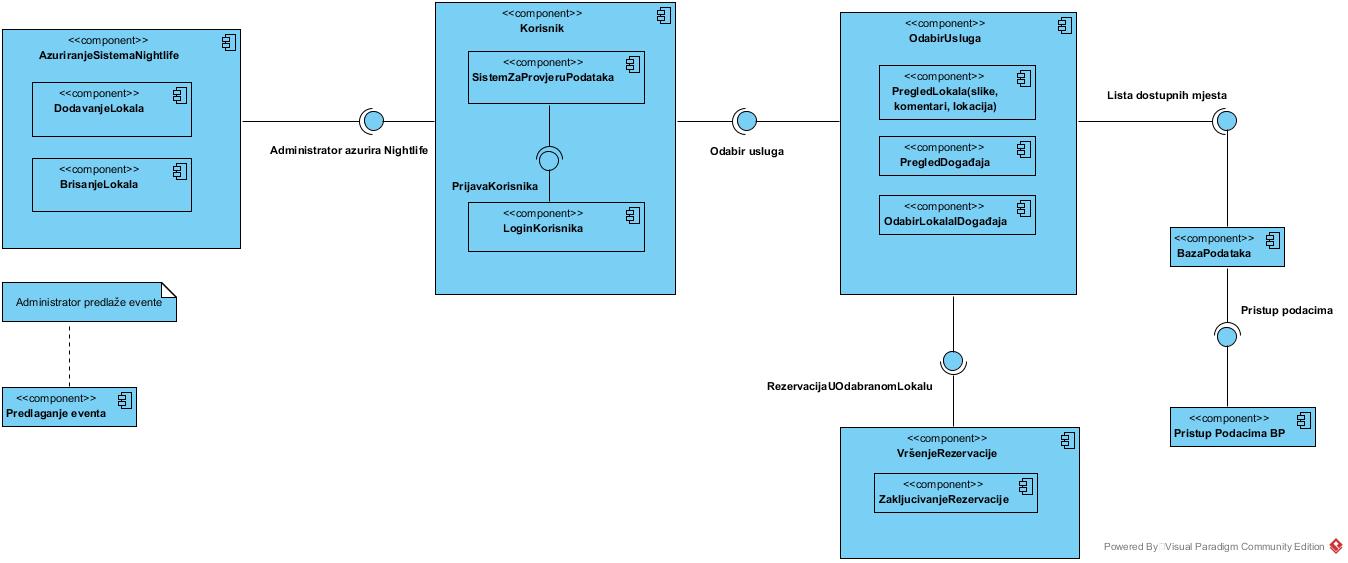 <<component>>
AzuriranjeSistemaNightlife
<<component>>
DodavanjeLokala
<<component>>
BrisanjeLokala
Administrator azurira Nightlife
<<component>>
Korisnik
<<component>>
SistemZaProvjeruPodataka
PrijavaKorisnika
<<component>>
LoginKorisnika
Odabir usluga
<<component>>
OdabirUsluga
<<component>>
PregledLokala(slike,
komentari, lokacija)
<<component>>
PregledDogađaja
<<component>>
OdabirLokalaIDogađaja
Lista dostupnih mjesta
<<component>>
BazaPodataka
Pristup podacima
<<component>>
Pristup Podacima BP
Administrator predlaže evente
<<component>>
Predlaganje eventa
RezervacijaUOdabranomLokalu
<<component>>
VršenjeRezervacije
<<component>>
ZakljucivanjeRezervacije
Powered By Visual Paradigm Community Edition